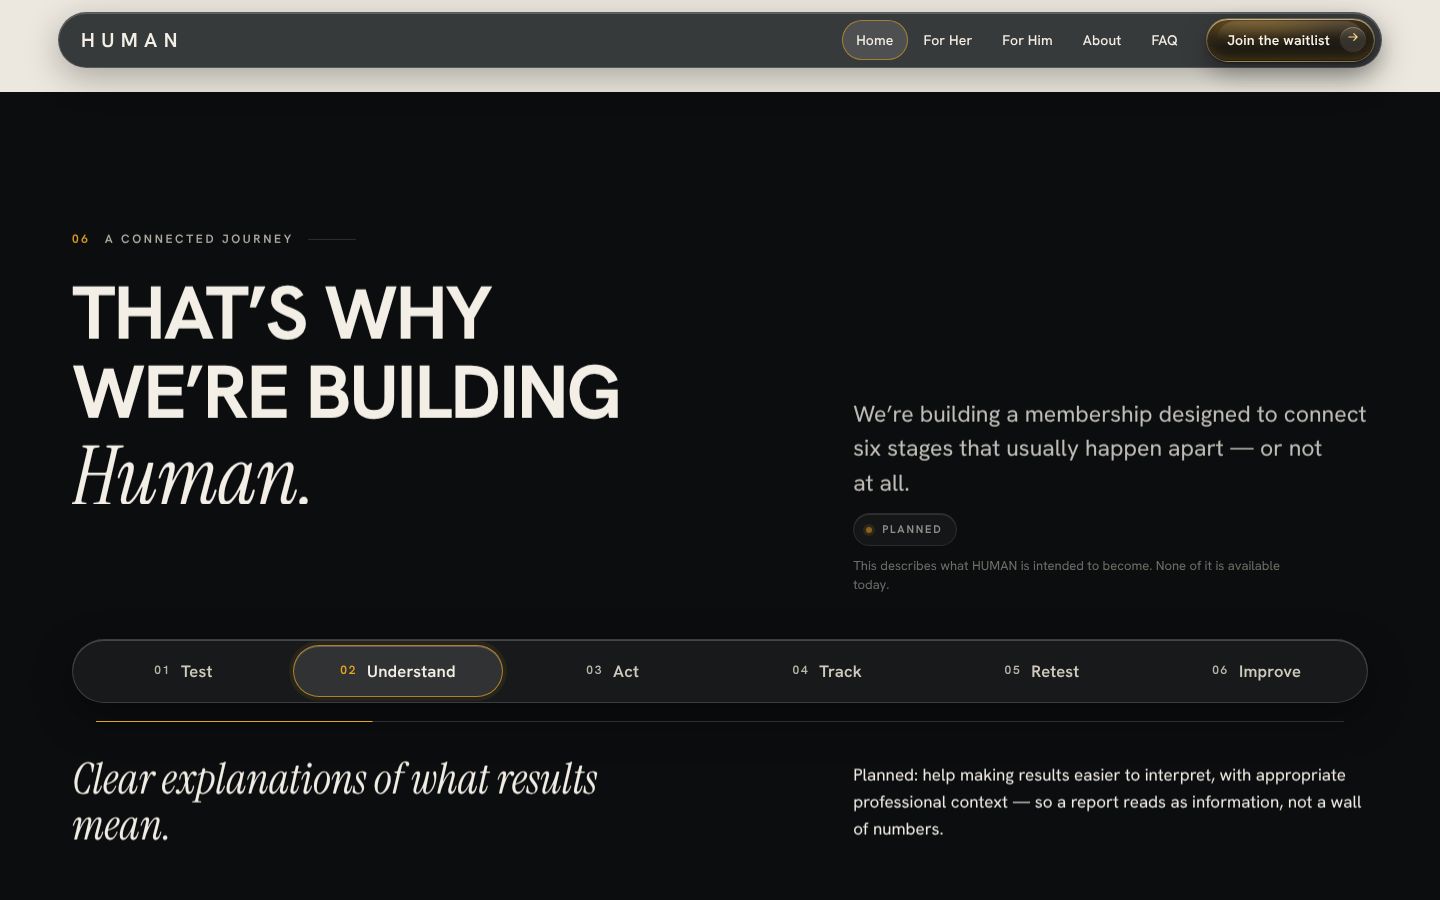 HUMAN
Home
For Her
For Him
About
FAQ
Join the waitlist →
06 A CONNECTED JOURNEY
THAT’S WHY
WE’RE BUILDING
Human.
We’re building a membership designed to connect
six stages that usually happen apart — or not
at all.
PLANNED
This describes what HUMAN is intended to become. None of it is available
today.
01 Test
02 Understand
03 Act
04 Track
05 Retest
06 Improve
Clear explanations of what results
mean.
Planned: help making results easier to interpret, with appropriate
professional context — so a report reads as information, not a wall
of numbers.